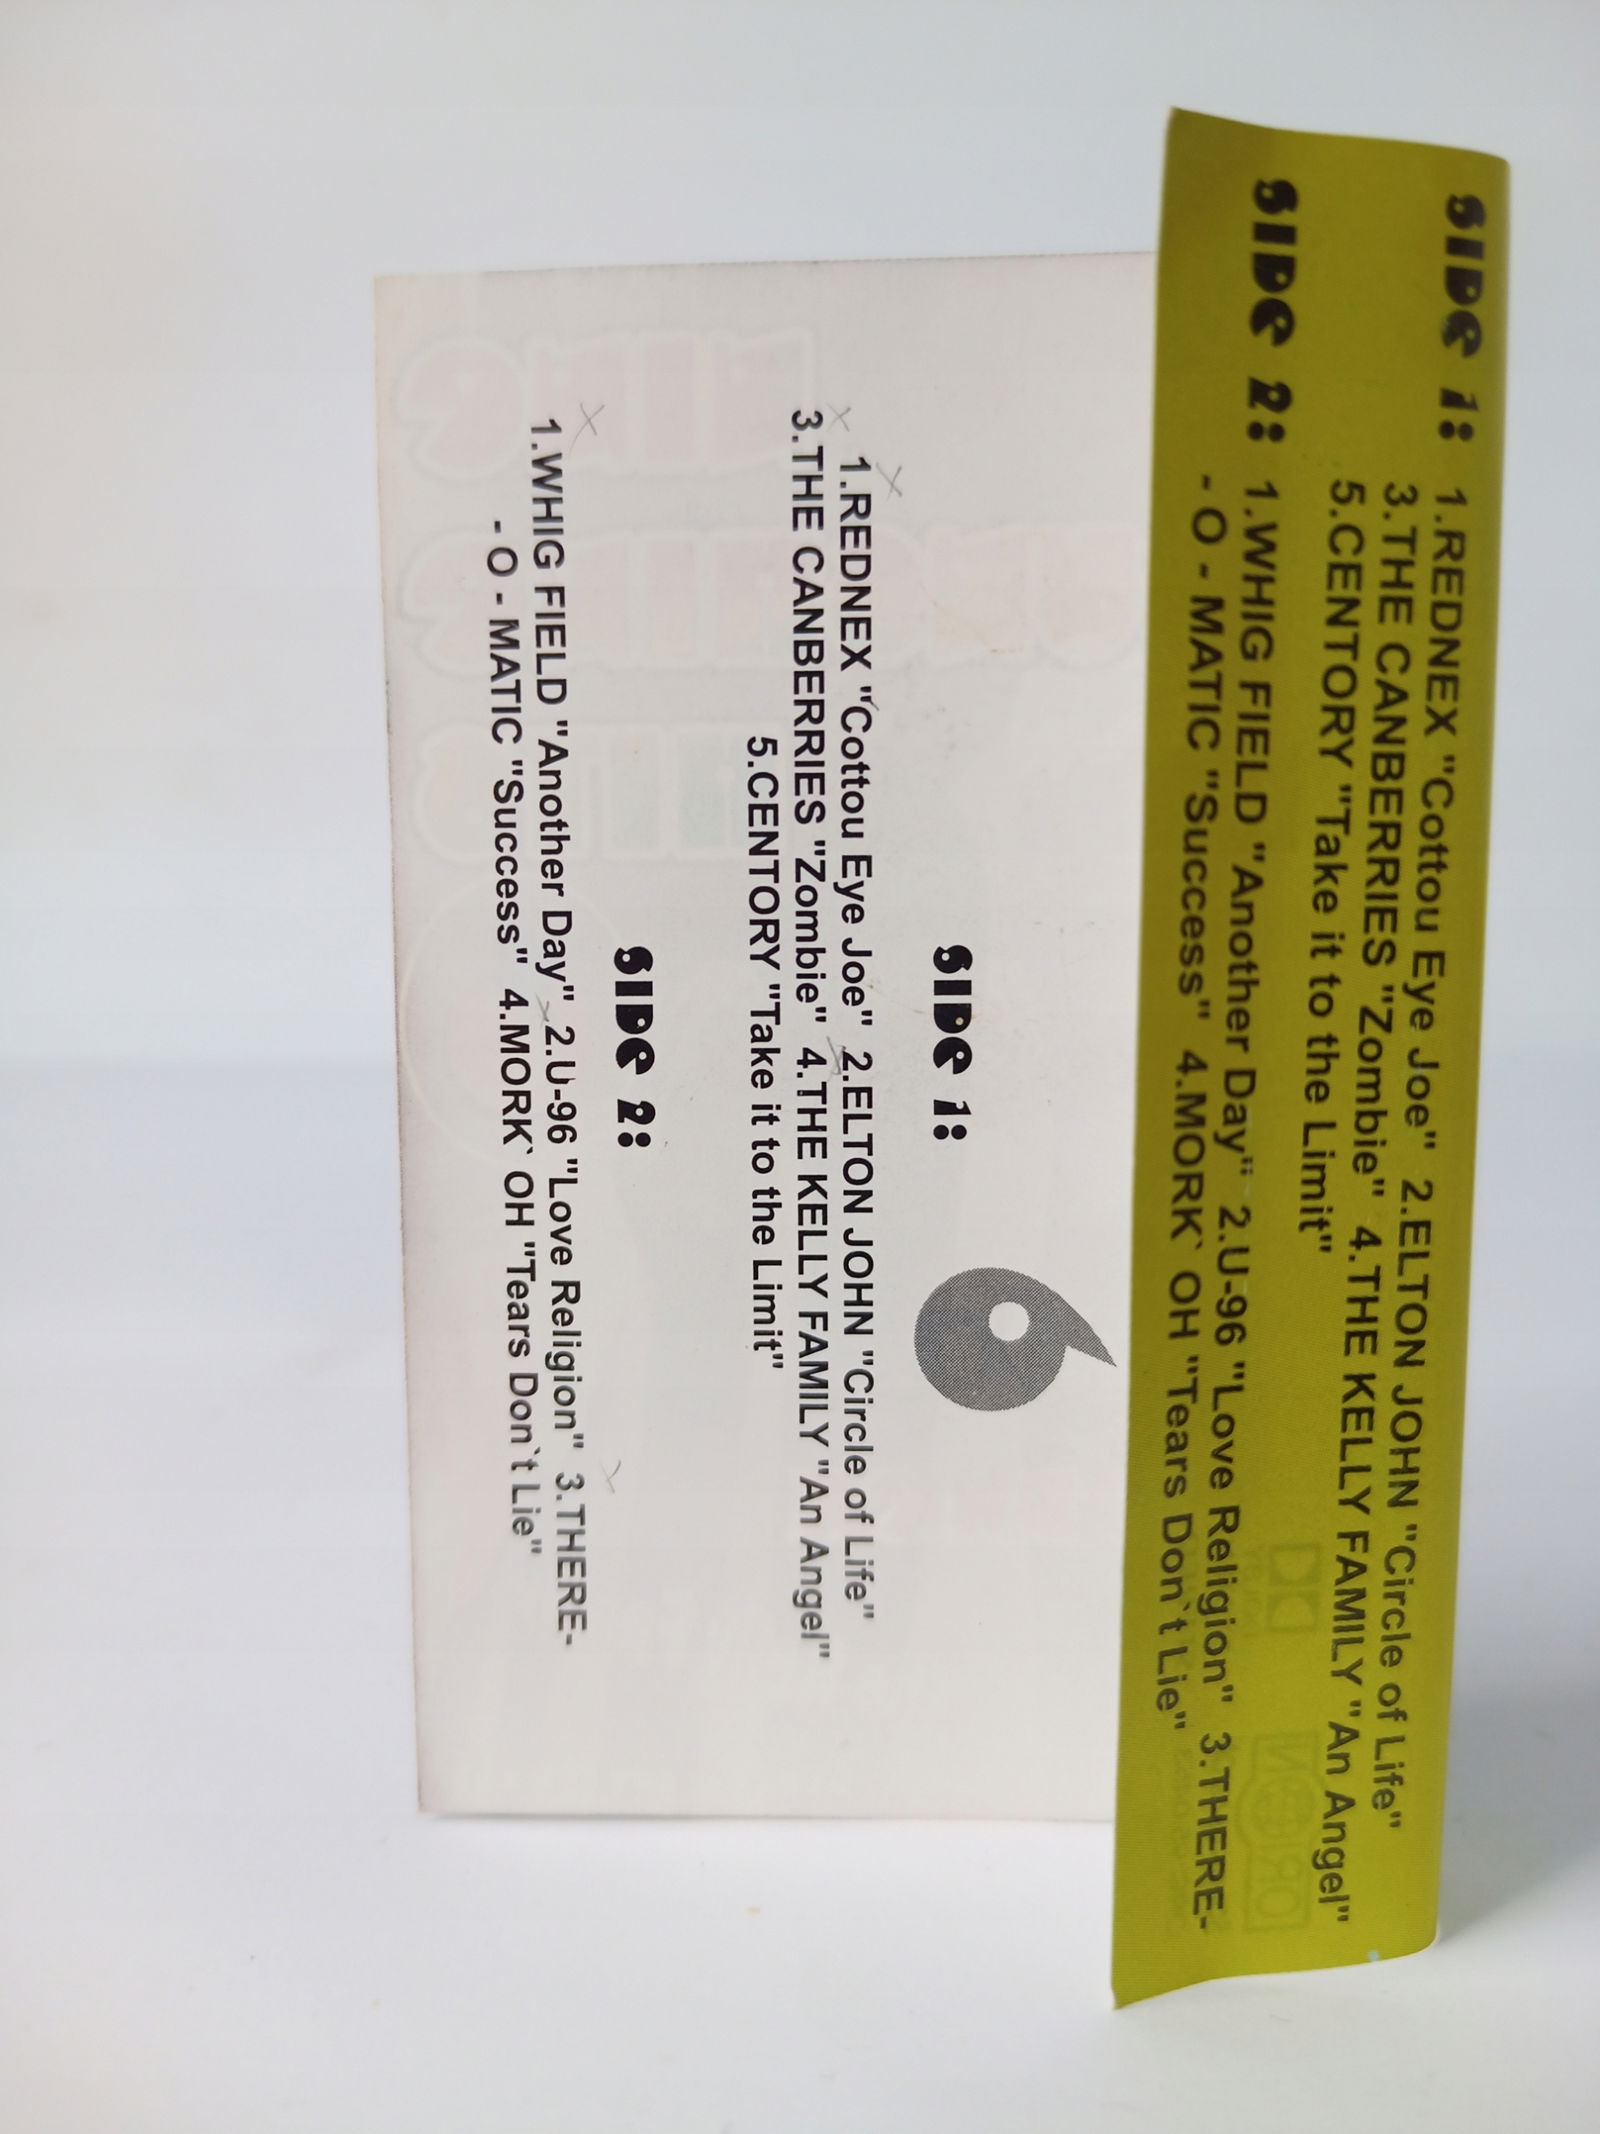 SIDE 1:
1.REDNEX "Cottou Eye Joe" 2.ELTON JOHN "Circle of Life"
3.THE CANBERRIES "Zombie" 4.THE KELLY FAMILY "An Angel"
5.CENTORY "Take it to the Limit"
SIDE 2:
1.WHIG FIELD "Another Day" 2.U-96 "Love Religion" 3.THERE-
- O - MATIC "Success" 4.MORK` OH "Tears Don`t Lie"
SIDE 1:
1.REDNEX "Cottou Eye Joe" 2.ELTON JOHN "Circle of Life"
3.THE CANBERRIES "Zombie" 4.THE KELLY FAMILY "An Angel"
5.CENTORY "Take it to the Limit"
SIDE 2:
1.WHIG FIELD "Another Day" 2.U-96 "Love Religion" 3.THERE-
- O - MATIC "Success" 4.MORK` OH "Tears Don`t Lie"